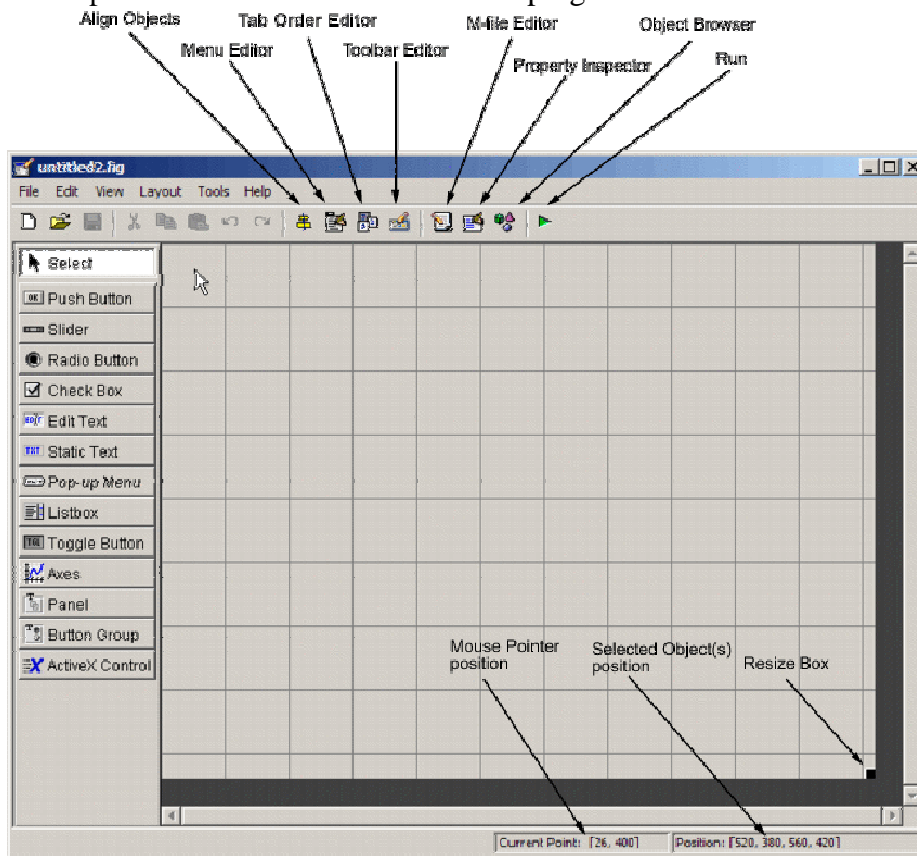 Align Objects
Tab Order Editor
M-file Editor
Object Browser
Menu Editor
Toolbar Editor
Property Inspector
Run
untitled2.fig
File Edit View Layout Tools Help
Select
Push Button
Slider
Radio Button
Check Box
Edit Text
Static Text
Pop-up Menu
Listbox
Toggle Button
Axes
Panel
Button Group
ActiveX Control
Mouse Pointer
position
Selected Object(s)
position
Resize Box
Current Point: [26, 400]
Position: [520, 380, 560, 420]